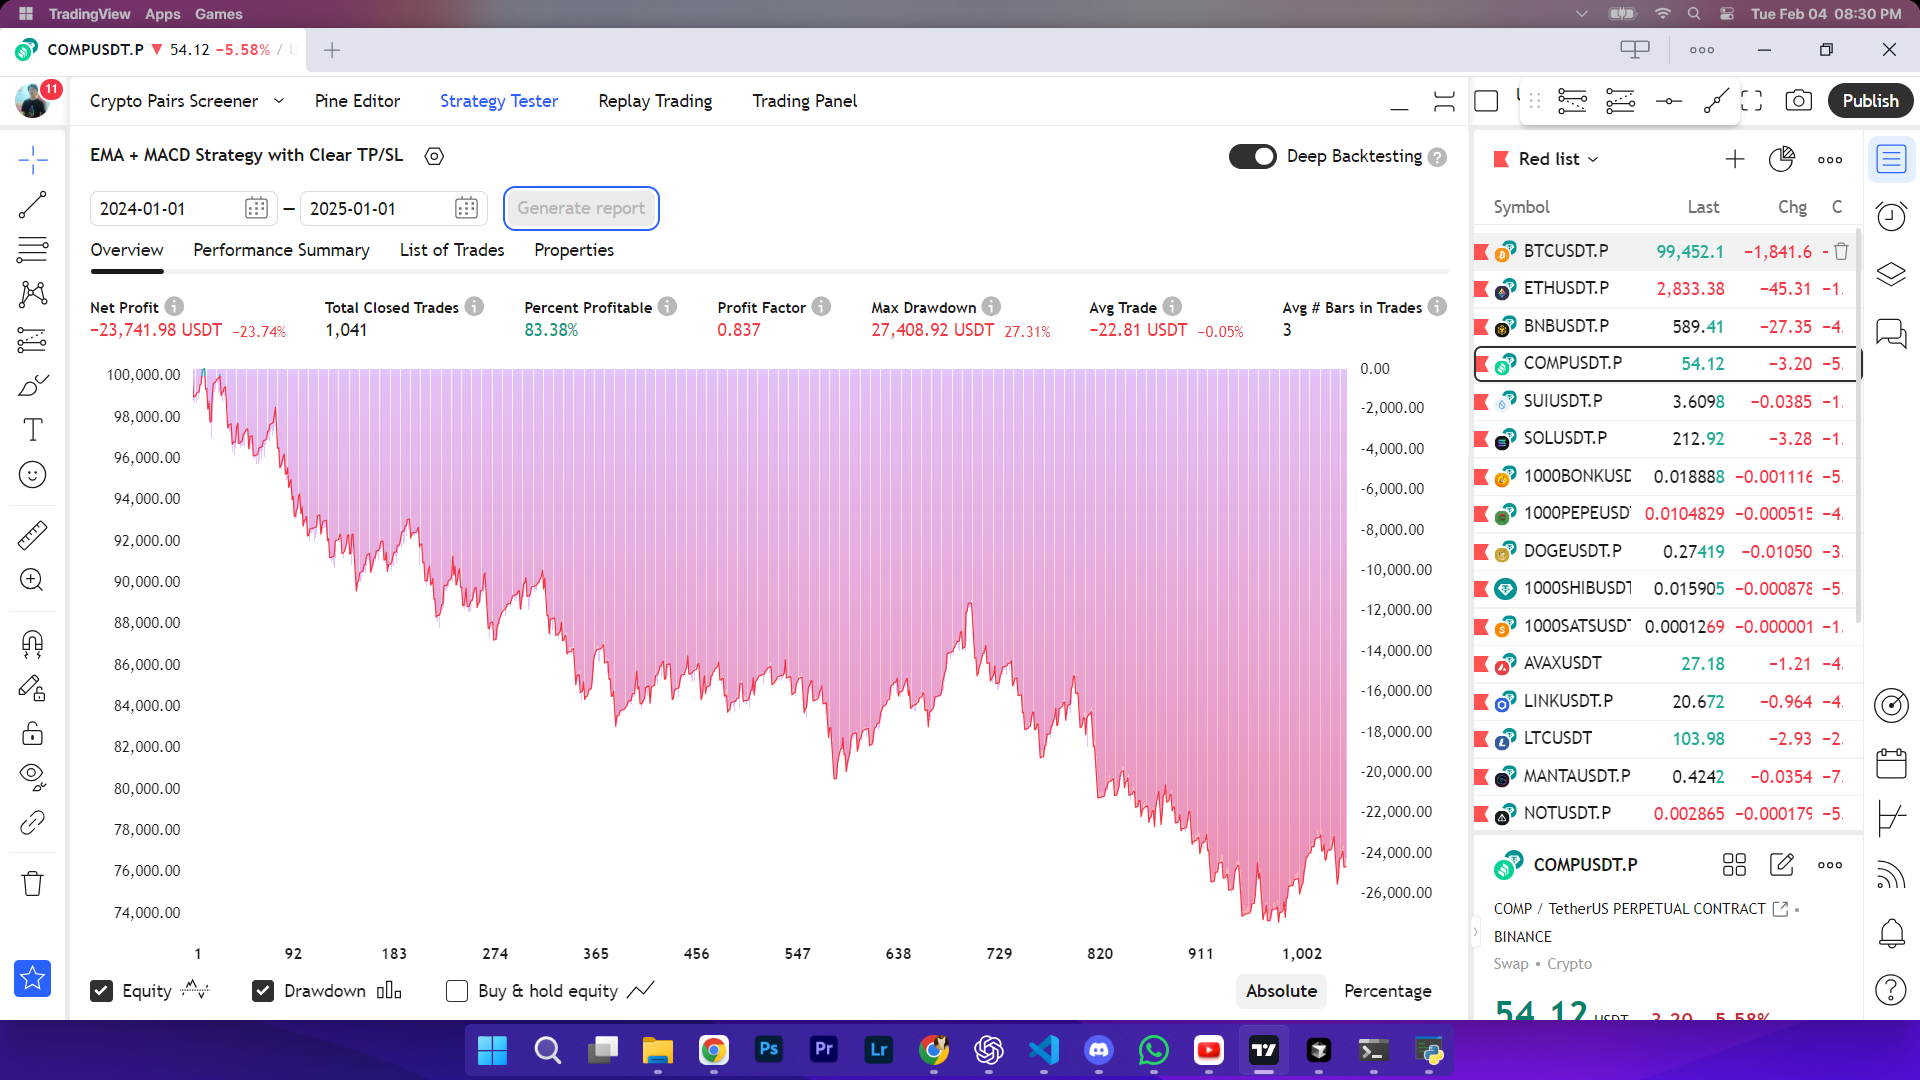 TradingView Apps Games
Tue Feb 04 08:30 PM
COMPUSDT.P 54.12 −5.58% /
11
Crypto Pairs Screener
Pine Editor
Strategy Tester
Replay Trading
Trading Panel
Publish
EMA + MACD Strategy with Clear TP/SL
Deep Backtesting
2024-01-01 — 2025-01-01
Generate report
Overview
Performance Summary
List of Trades
Properties
Net Profit
−23,741.98 USDT −23.74%
Total Closed Trades
1,041
Percent Profitable
83.38%
Profit Factor
0.837
Max Drawdown
27,408.92 USDT 27.31%
Avg Trade
−22.81 USDT −0.05%
Avg # Bars in Trades
3
100,000.00
98,000.00
96,000.00
94,000.00
92,000.00
90,000.00
88,000.00
86,000.00
84,000.00
82,000.00
80,000.00
78,000.00
76,000.00
74,000.00
0.00
-2,000.00
-4,000.00
-6,000.00
-8,000.00
-10,000.00
-12,000.00
-14,000.00
-16,000.00
-18,000.00
-20,000.00
-22,000.00
-24,000.00
-26,000.00
1 92 183 274 365 456 547 638 729 820 911 1,002
Equity
Drawdown
Buy & hold equity
Absolute
Percentage
Red list
Symbol Last Chg C
BTCUSDT.P 99,452.1 −1,841.6 -
ETHUSDT.P 2,833.38 −45.31 −1.
BNBUSDT.P 589.41 −27.35 −4.
COMPUSDT.P 54.12 −3.20 −5.
SUIUSDT.P 3.6098 −0.0385 −1.
SOLUSDT.P 212.92 −3.28 −1.
1000BONKUSD 0.018888 −0.001116 −5.
1000PEPEUSD 0.0104829 −0.000515 −4.
DOGEUSDT.P 0.27419 −0.01050 −3.
1000SHIBUSDT 0.015905 −0.000878 −5.
1000SATSUSDT 0.0001269 −0.000001 −1.
AVAXUSDT 27.18 −1.21 −4.
LINKUSDT.P 20.672 −0.964 −4.
LTCUSDT 103.98 −2.93 −2.
MANTAUSDT.P 0.4242 −0.0354 −7.
NOTUSDT.P 0.002865 −0.000179 −5.
COMPUSDT.P
COMP / TetherUS PERPETUAL CONTRACT
BINANCE
Swap • Crypto
54.12 USDT −3.20 −5.58%
Ps
Pr
Lr